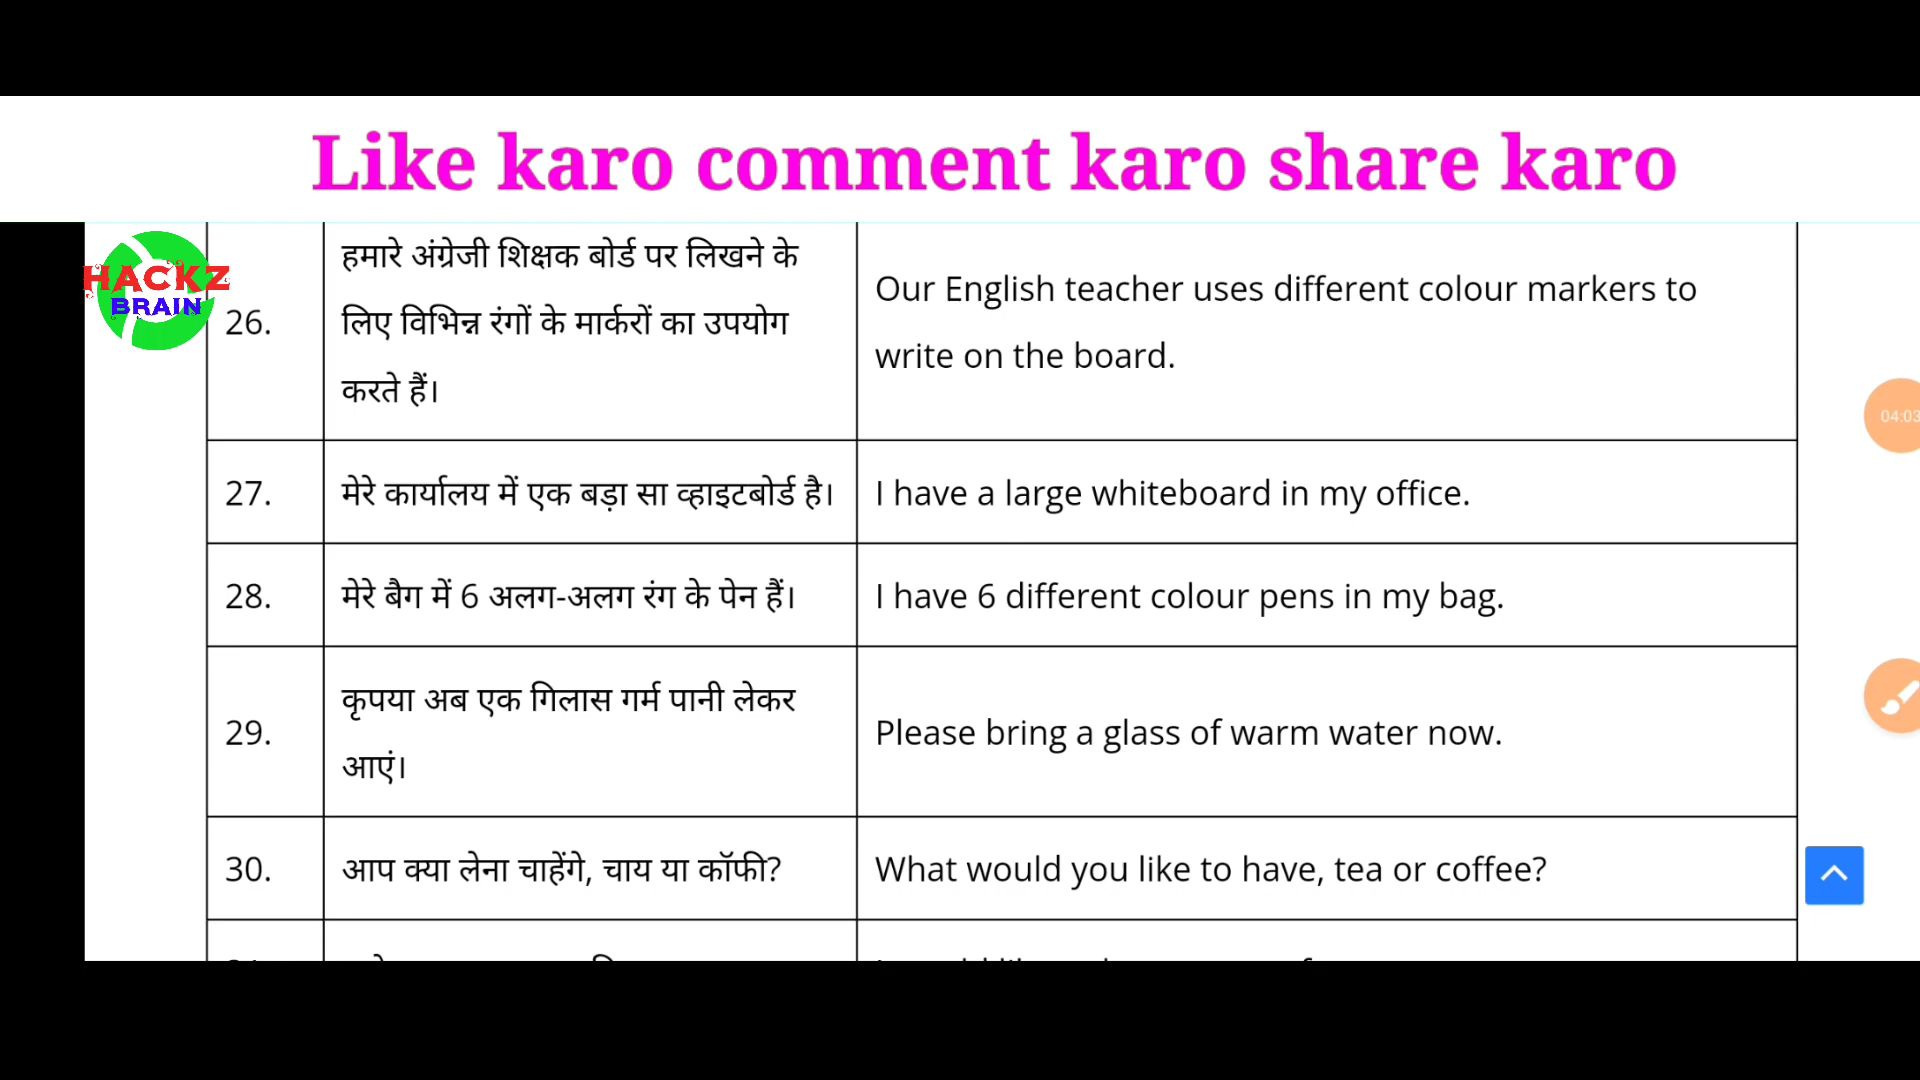 Like karo comment karo share karo
HACKZ
BRAIN
26.
हमारे अंग्रेजी शिक्षक बोर्ड पर लिखने के
लिए विभिन्न रंगों के मार्करों का उपयोग
करते हैं।
Our English teacher uses different colour markers to
write on the board.
04:03
27.
मेरे कार्यालय में एक बड़ा सा व्हाइटबोर्ड है।
I have a large whiteboard in my office.
28.
मेरे बैग में 6 अलग-अलग रंग के पेन हैं।
I have 6 different colour pens in my bag.
29.
कृपया अब एक गिलास गर्म पानी लेकर
आएं।
Please bring a glass of warm water now.
30.
आप क्या लेना चाहेंगे, चाय या कॉफी?
What would you like to have, tea or coffee?